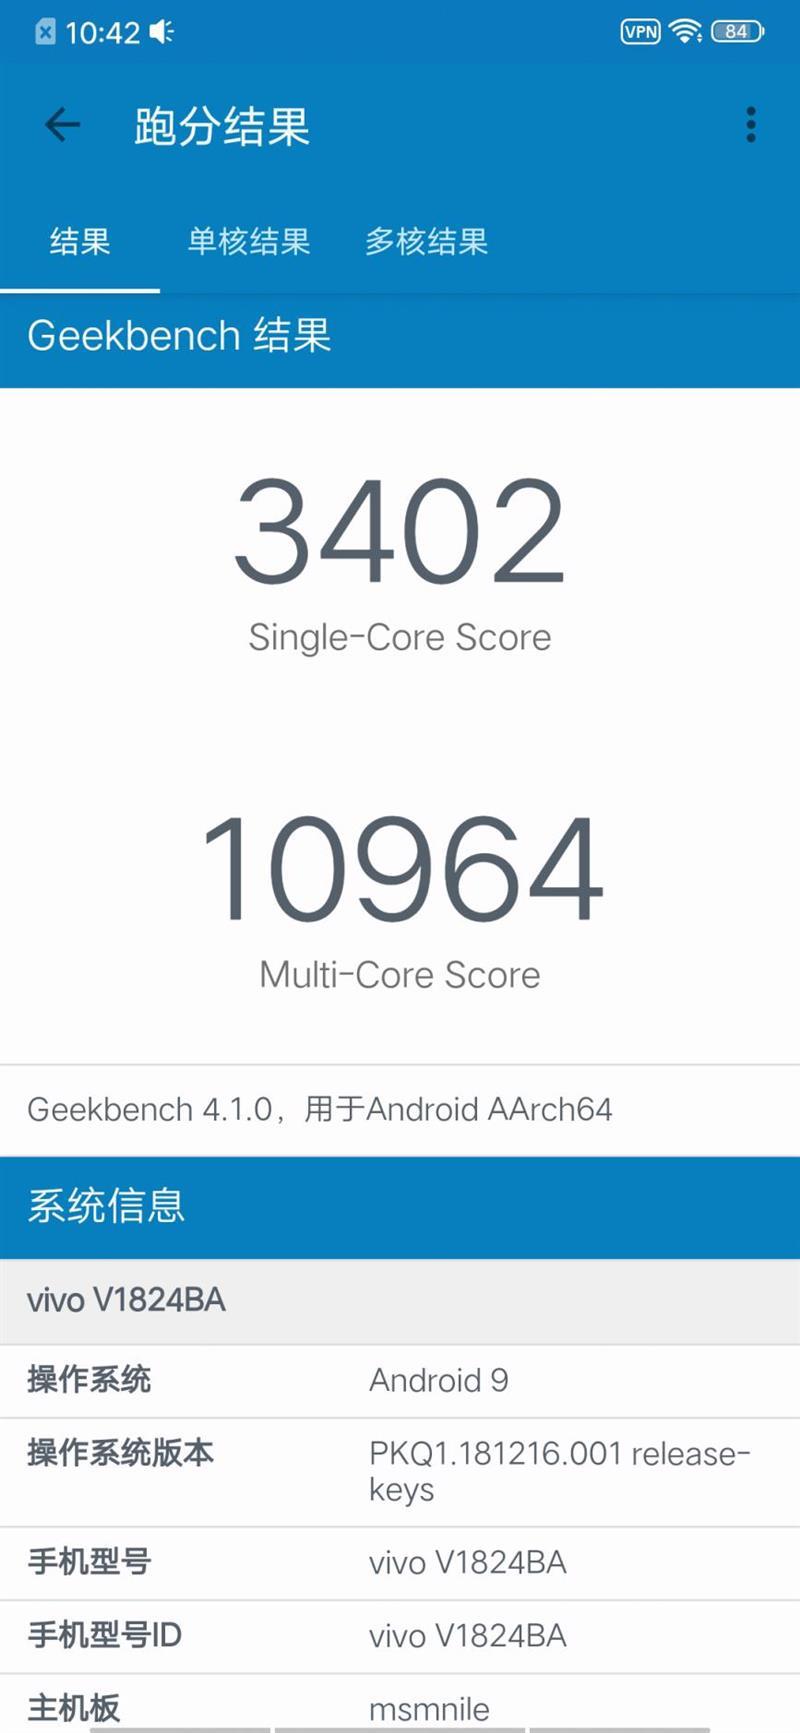 10:42
VPN
84
跑分结果
结果 单核结果 多核结果
Geekbench 结果
3402
Single-Core Score
10964
Multi-Core Score
Geekbench 4.1.0，用于Android AArch64
系统信息
vivo V1824BA
操作系统 Android 9
操作系统版本 PKQ1.181216.001 release-
keys
手机型号 vivo V1824BA
手机型号ID vivo V1824BA
主机板 msmnile